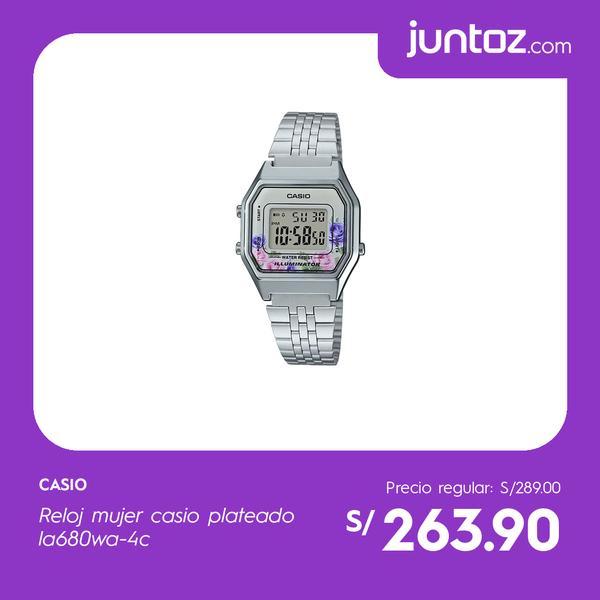 juntoz.com
CASIO
SU 30
10:58 50
WATER RESIST
ILLUMINATOR
CASIO
Reloj mujer casio plateado
la680wa-4c
Precio regular: S/289.00
S/ 263.90